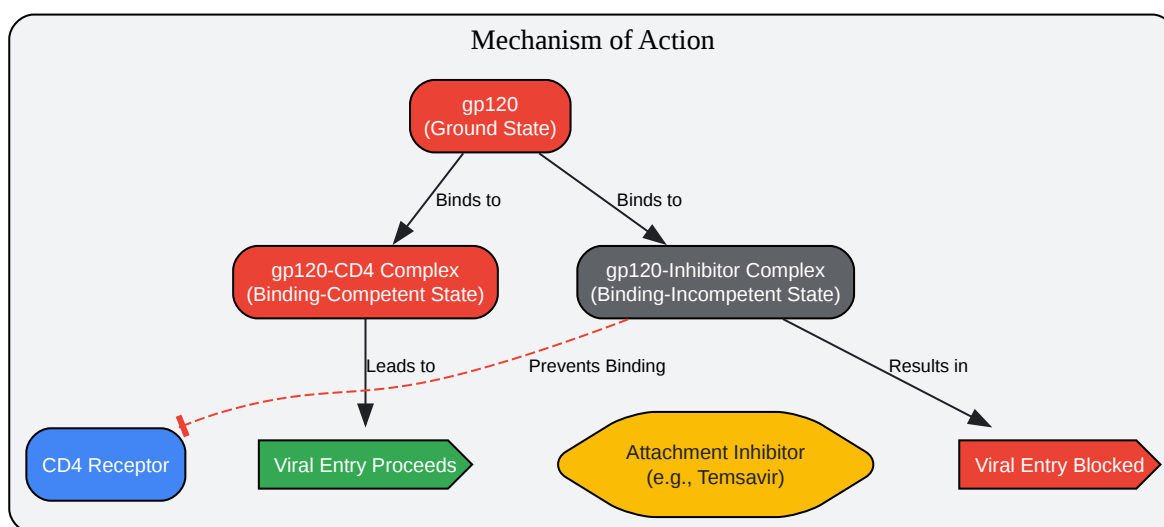 Mechanism of Action
gp120
(Ground State)
Binds to
Binds to
gp120-CD4 Complex
(Binding-Competent State)
gp120-Inhibitor Complex
(Binding-Incompetent State)
Leads to
Prevents Binding
Results in
CD4 Receptor
Viral Entry Proceeds
Attachment Inhibitor
(e.g., Temsavir)
Viral Entry Blocked